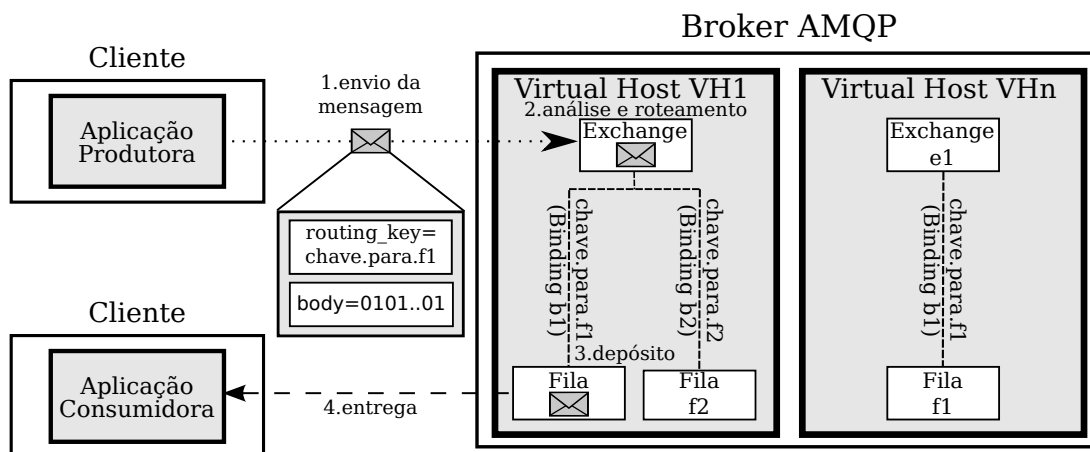 Broker AMQP
Cliente
Aplicação
Produtora
1.envio da
mensagem
routing_key=
chave.para.f1
body=0101..01
Virtual Host VH1
2.análise e roteamento
Exchange
chave.para.f1
(Binding b1)
chave.para.f2
(Binding b2)
3.depósito
Fila
Fila
f2
Virtual Host VHn
Exchange
e1
chave.para.f1
(Binding b1)
Fila
f1
Cliente
Aplicação
Consumidora
4.entrega